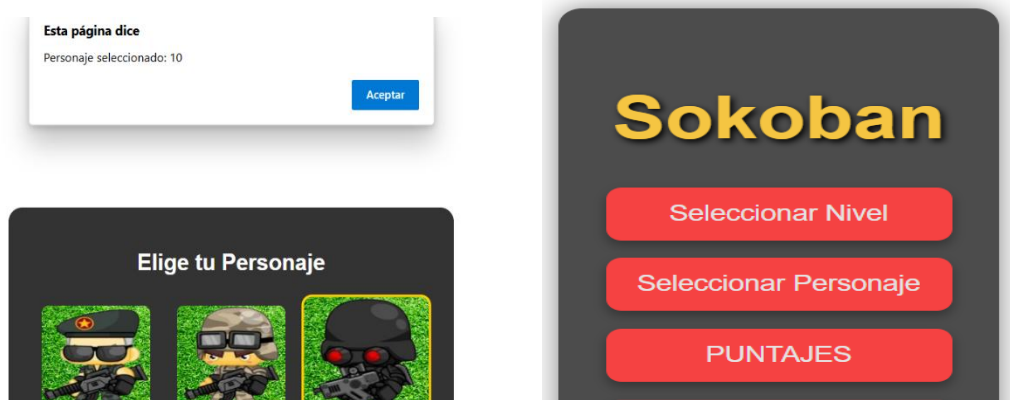 Esta página dice
Personaje seleccionado: 10
Aceptar
Elige tu Personaje
Sokoban
Seleccionar Nivel
Seleccionar Personaje
PUNTAJES